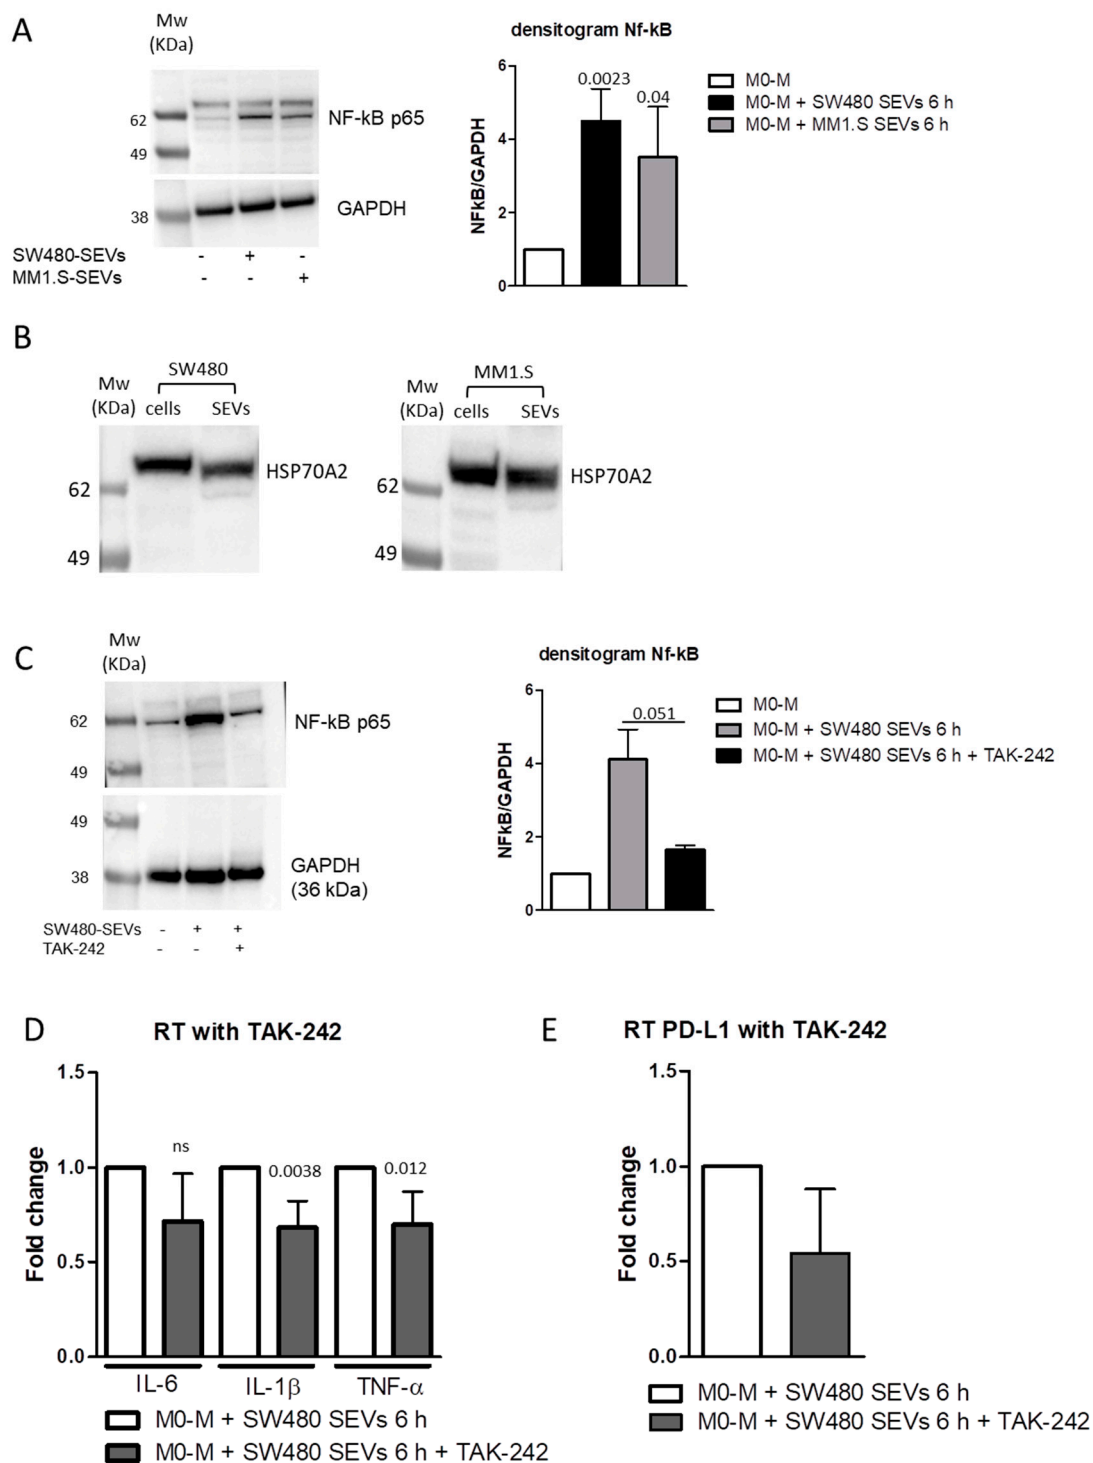 A
Mw
(KDa)
62
49
38
NF-kB p65
GAPDH
SW480-SEVs - + -
MM1.S-SEVs - - +
densitogram Nf-kB
NFkB/GAPDH
6
4
2
0
0.0023
0.04
M0-M
M0-M + SW480 SEVs 6 h
M0-M + MM1.S SEVs 6 h
B
Mw
(KDa)
SW480
cells SEVs
62
49
HSP70A2
Mw
(KDa)
MM1.S
cells SEVs
62
49
HSP70A2
C
Mw
(KDa)
62
49
49
38
NF-kB p65
GAPDH
(36 kDa)
SW480-SEVs - + +
TAK-242 - - +
densitogram Nf-kB
NFkB/GAPDH
6
4
2
0
0.051
M0-M
M0-M + SW480 SEVs 6 h
M0-M + SW480 SEVs 6 h + TAK-242
D
RT with TAK-242
Fold change
1.5
1.0
0.5
0.0
ns
0.0038
0.012
IL-6 IL-1β TNF-α
M0-M + SW480 SEVs 6 h
M0-M + SW480 SEVs 6 h + TAK-242
E
RT PD-L1 with TAK-242
Fold change
1.5
1.0
0.5
0.0
M0-M + SW480 SEVs 6 h
M0-M + SW480 SEVs 6 h + TAK-242